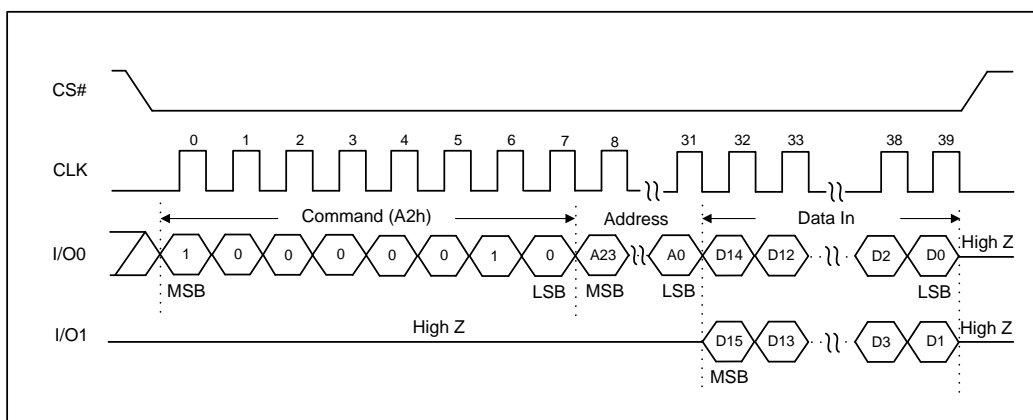 CS#
0 1 2 3 4 5 6 7 8 31 32 33 38 39
CLK
Command (A2h) Address Data In
I/O0 1 0 0 0 0 0 1 0 A23 A0 D14 D12 D2 D0 High Z
MSB LSB MSB LSB LSB
I/O1 High Z D15 D13 D3 D1 High Z
MSB